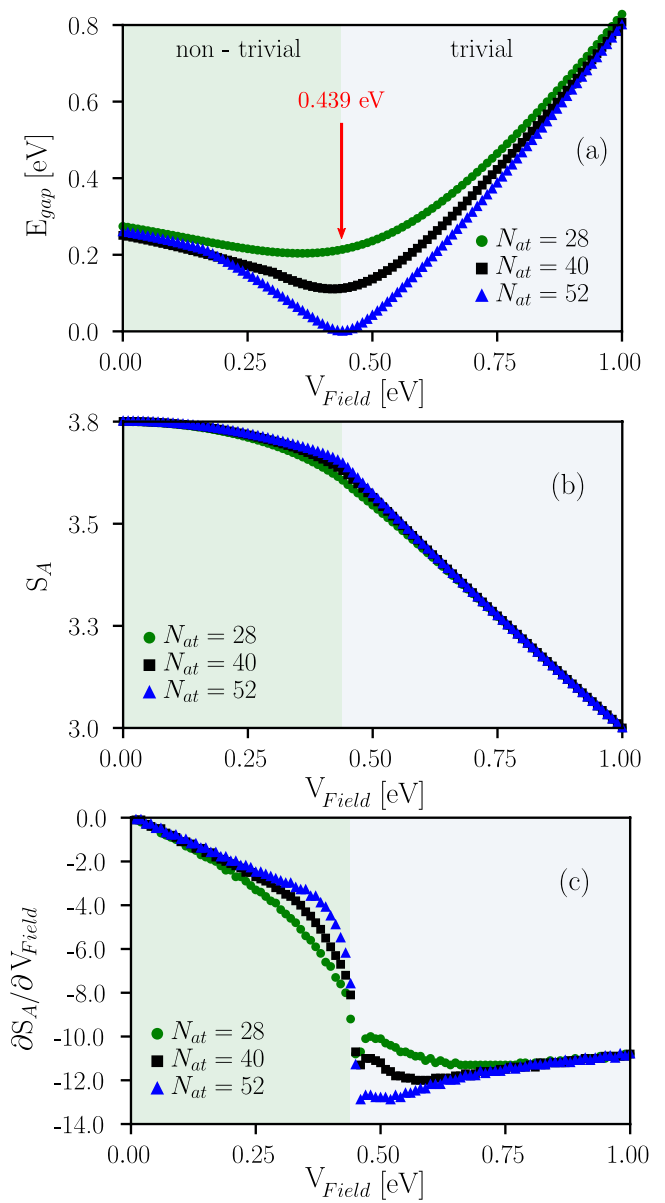 0.8
non - trivial trivial
0.439 eV
0.6
(a)
E_gap [eV]
0.4
N_at = 28
0.2
N_at = 40
N_at = 52
0.0
0.00 0.25 0.50 0.75 1.00
V_Field [eV]
3.8
(b)
3.5
S_A
3.3
N_at = 28
N_at = 40
N_at = 52
3.0
0.00 0.25 0.50 0.75 1.00
V_Field [eV]
0.0
-2.0
(c)
-4.0
-6.0
∂S_A/∂V_Field
-8.0
-10.0
N_at = 28
N_at = 40
-12.0
N_at = 52
-14.0
0.00 0.25 0.50 0.75 1.00
V_Field [eV]